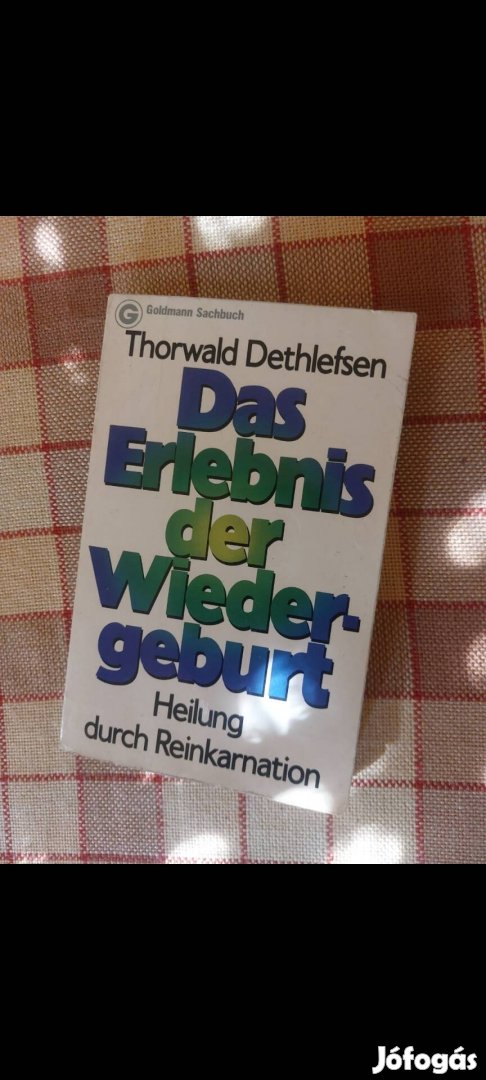 G Goldmann Sachbuch
Thorwald Dethlefsen
Das
Erlebnis
der
Wieder-
geburt
Heilung
durch Reinkarnation
Jófogás